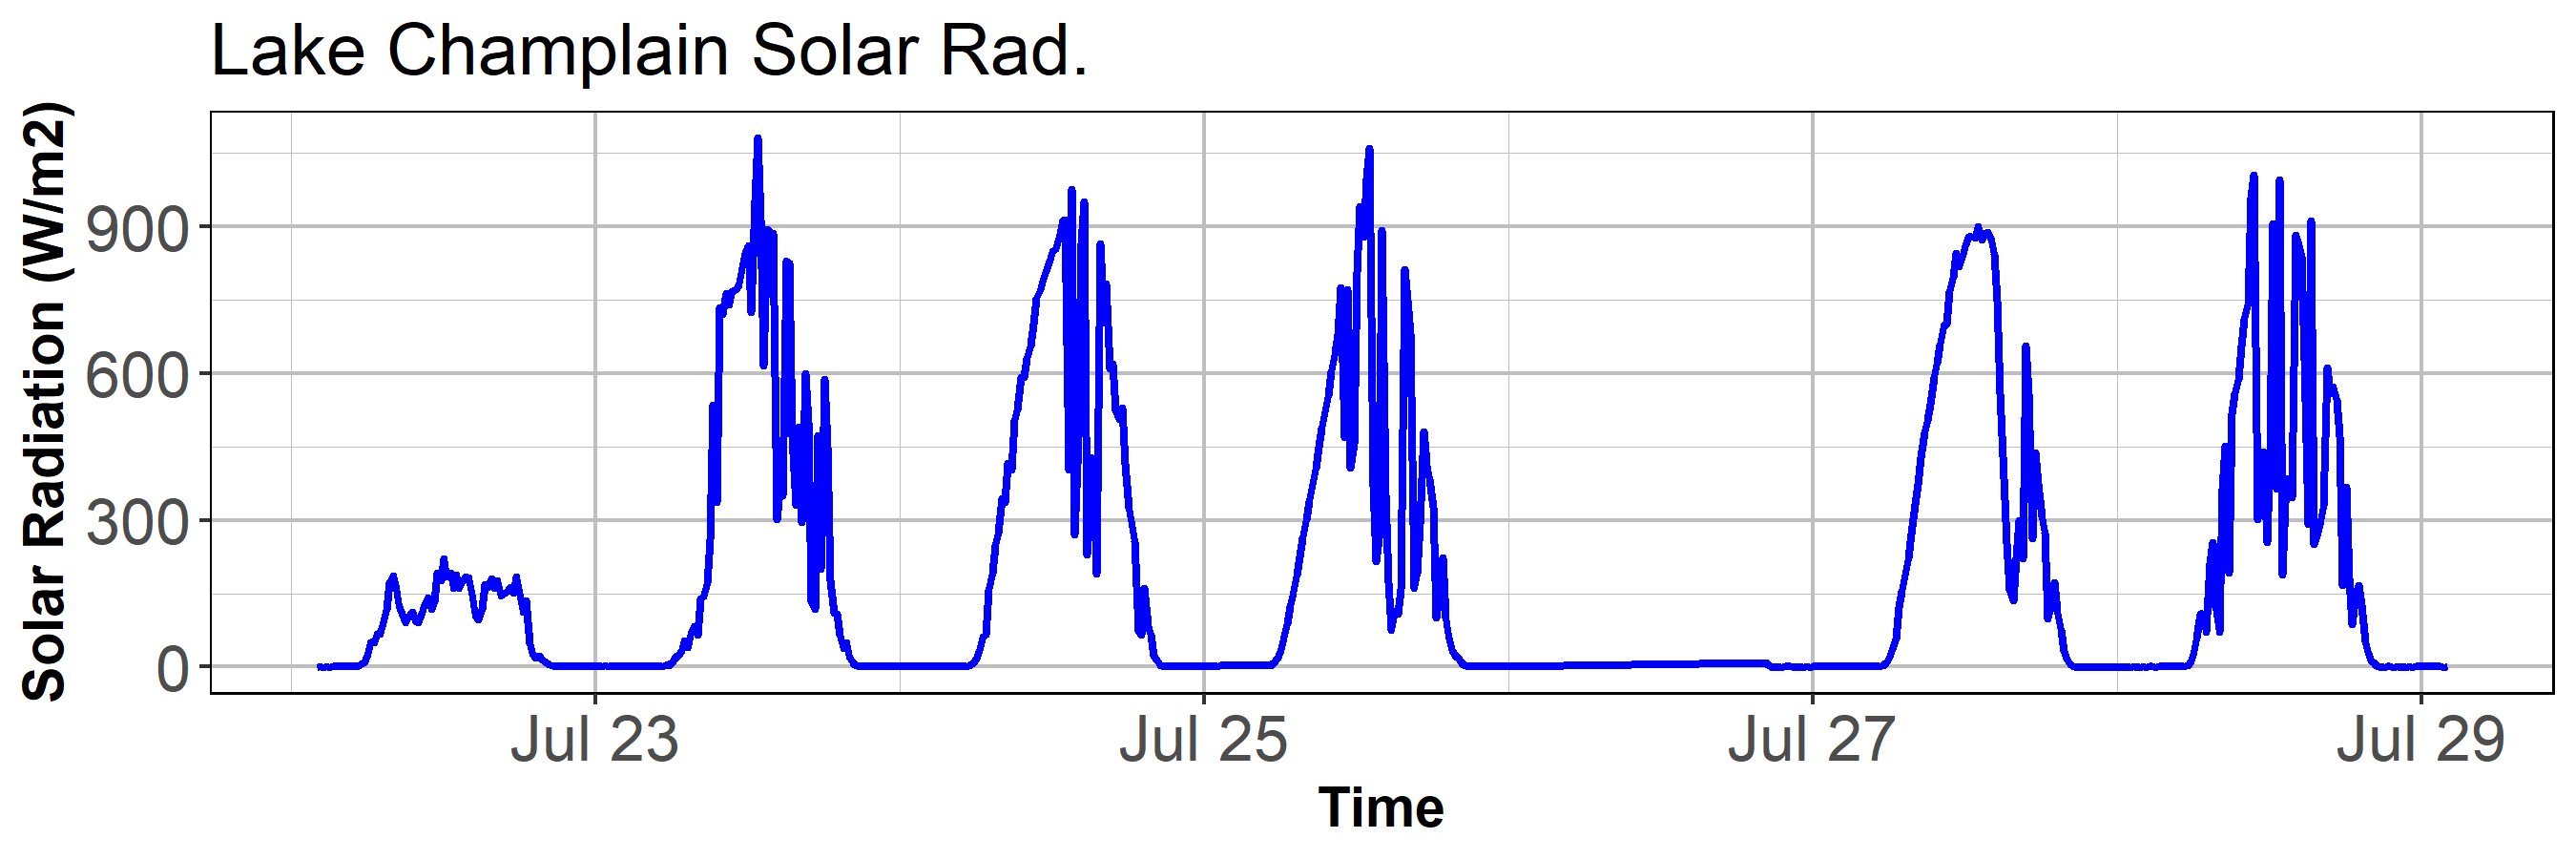 Lake Champlain Solar Rad.
Solar Radiation (W/m2)
900
600
300
0
Jul 23
Jul 25
Jul 27
Jul 29
Time